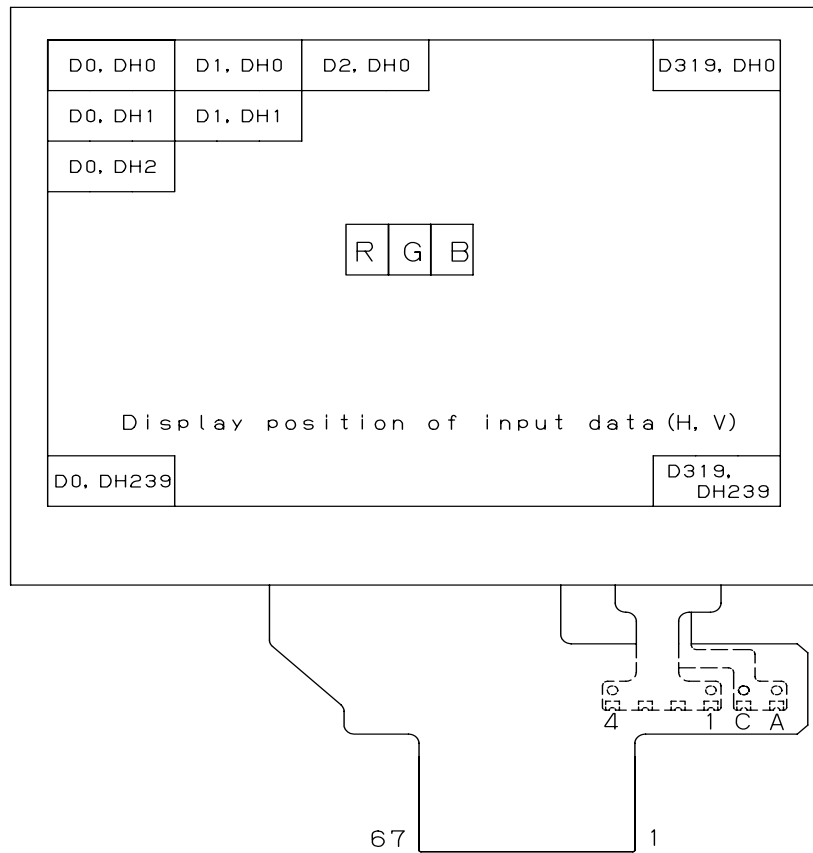 D0, DH0 D1, DH0 D2, DH0 D319, DH0
D0, DH1 D1, DH1
D0, DH2
R G B
Display position of input data (H, V)
D0, DH239 D319,
DH239
4 1 C A
67 1